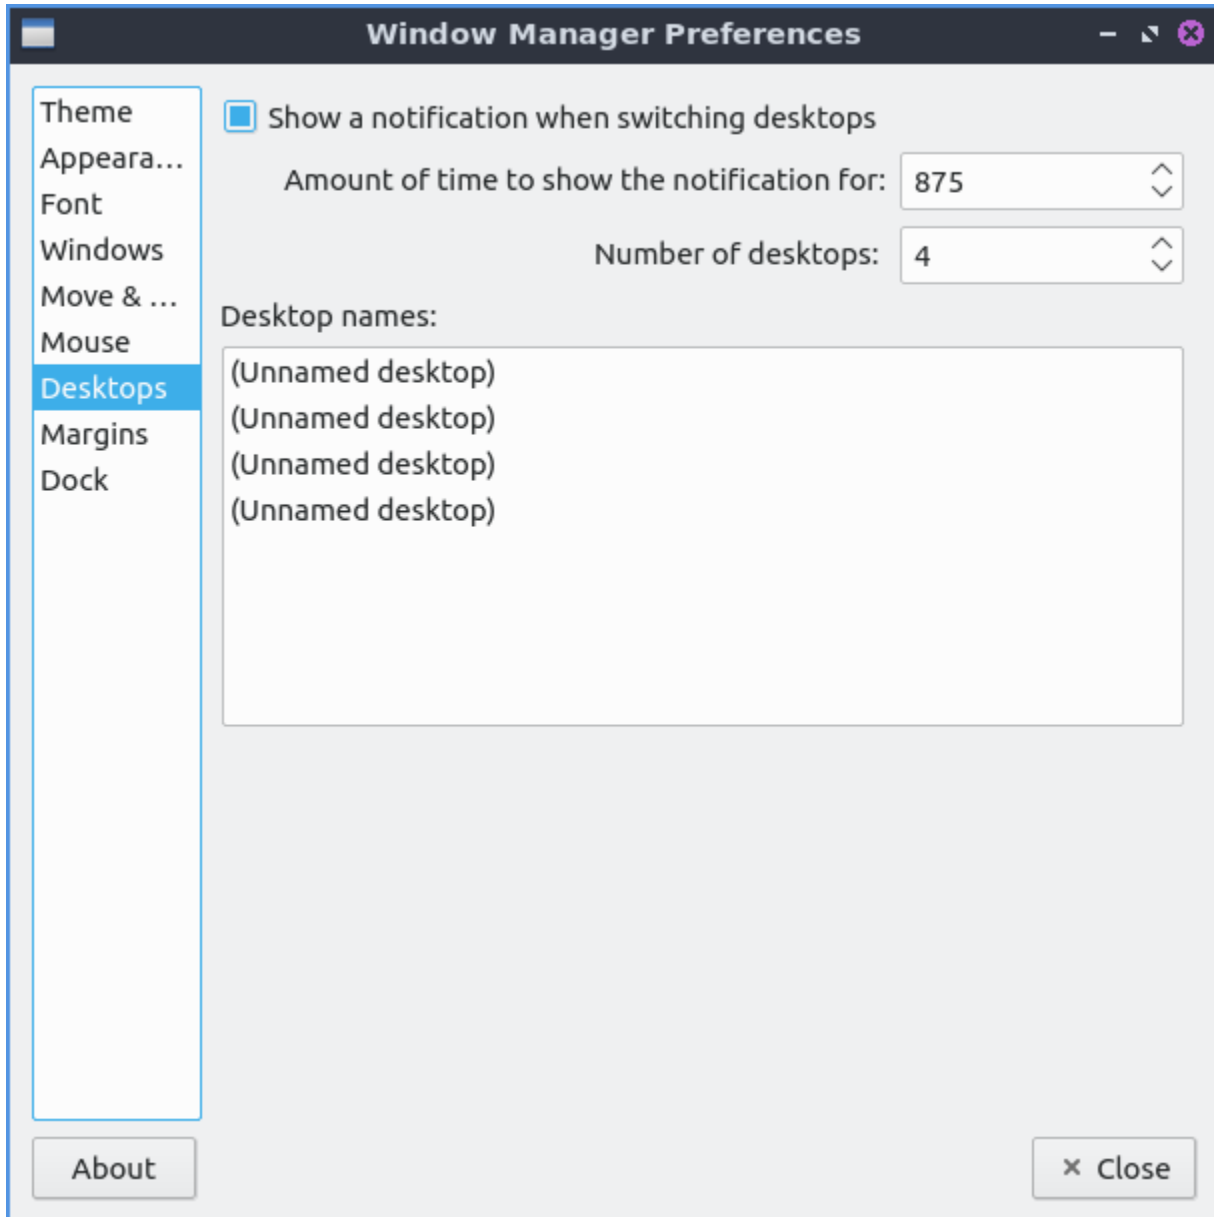 Window Manager Preferences
Theme
Appeara...
Font
Windows
Move & ...
Mouse
Desktops
Margins
Dock
Show a notification when switching desktops
Amount of time to show the notification for: 875
Number of desktops: 4
Desktop names:
(Unnamed desktop)
(Unnamed desktop)
(Unnamed desktop)
(Unnamed desktop)
About
Close